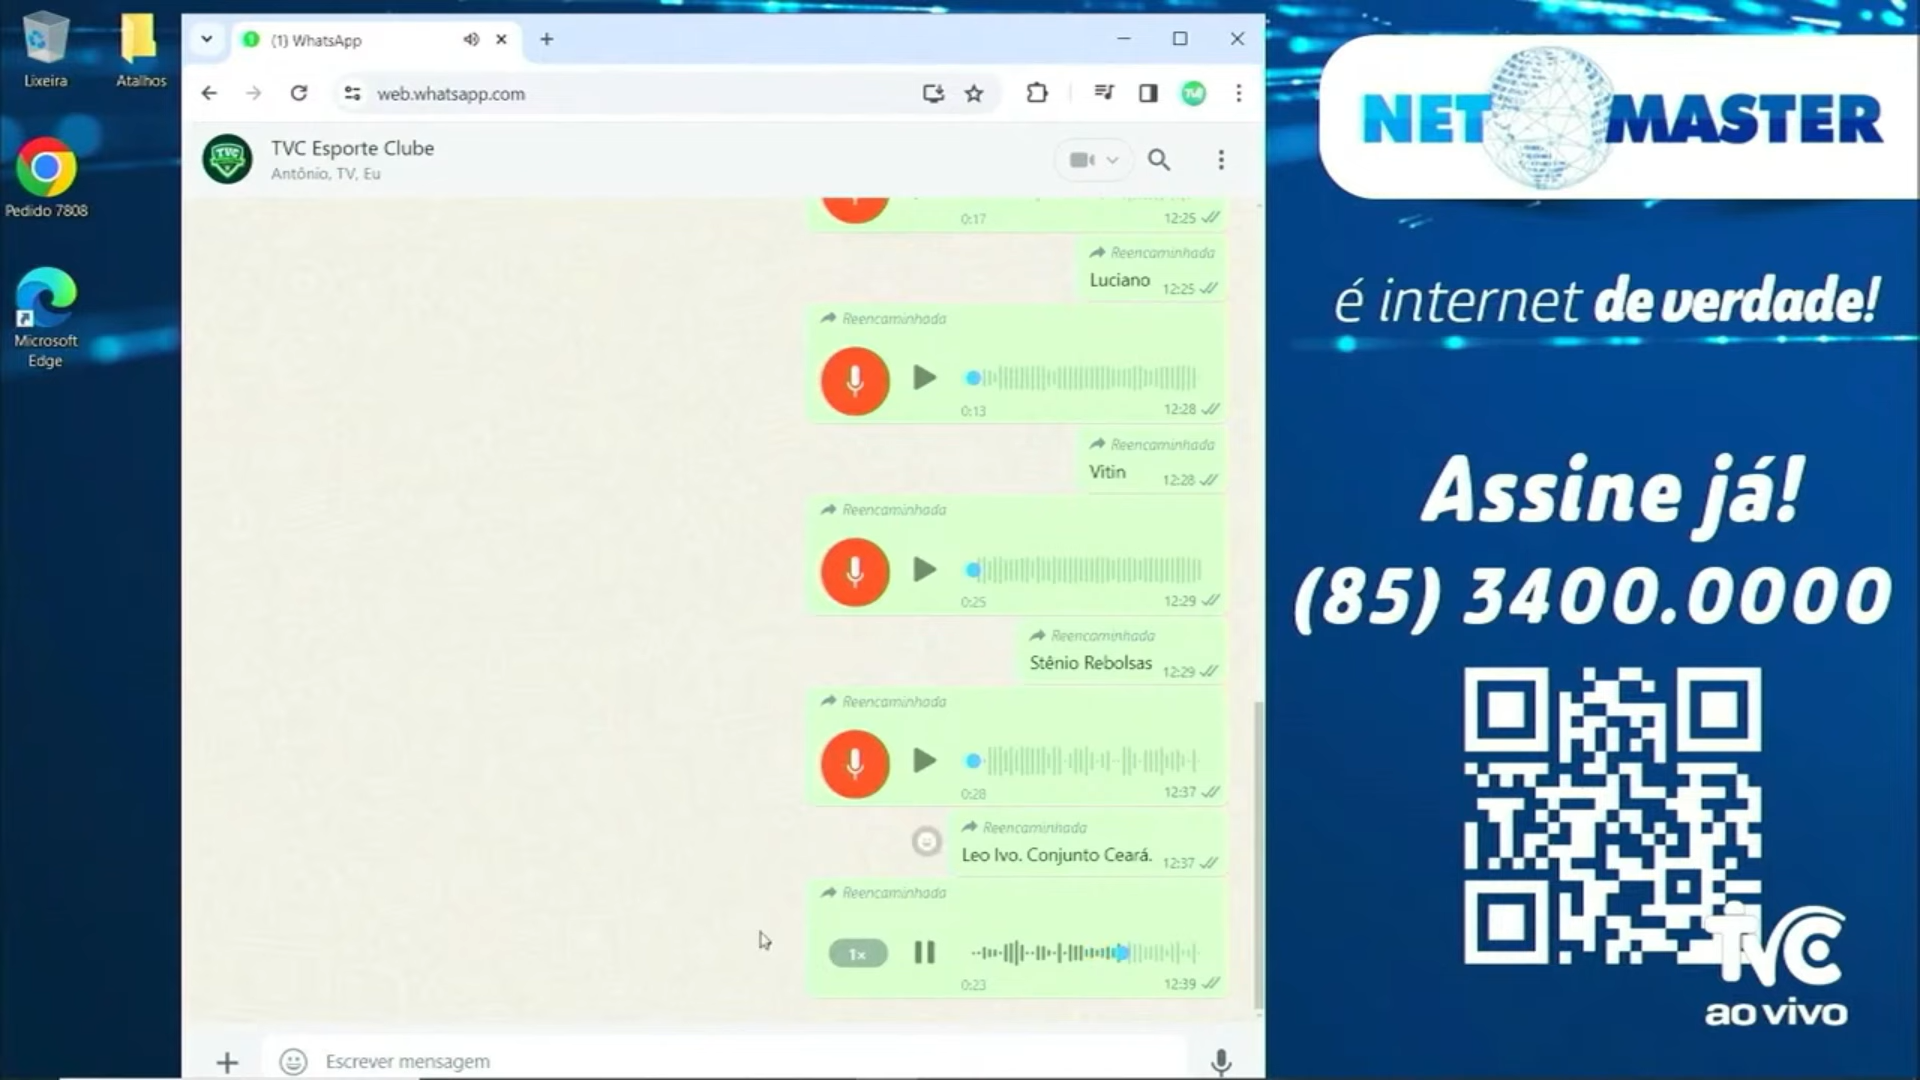 Lixeira
Atalhos
Pedido 7808
Microsoft
Edge
(1) WhatsApp
web.whatsapp.com
TVC
TVC Esporte Clube
Antônio, TV, Eu
0:17 12:25
Reencaminhada
Luciano 12:25
Reencaminhada
0:13 12:28
Reencaminhada
Vitin 12:28
Reencaminhada
0:25 12:29
Reencaminhada
Stênio Rebolsas 12:29
Reencaminhada
0:28 12:37
Reencaminhada
Leo Ivo. Conjunto Ceará. 12:37
Reencaminhada
1x
0:23 12:39
Escrever mensagem
NET MASTER
é internet de verdade!
Assine já!
(85) 3400.0000
TVC
ao vivo